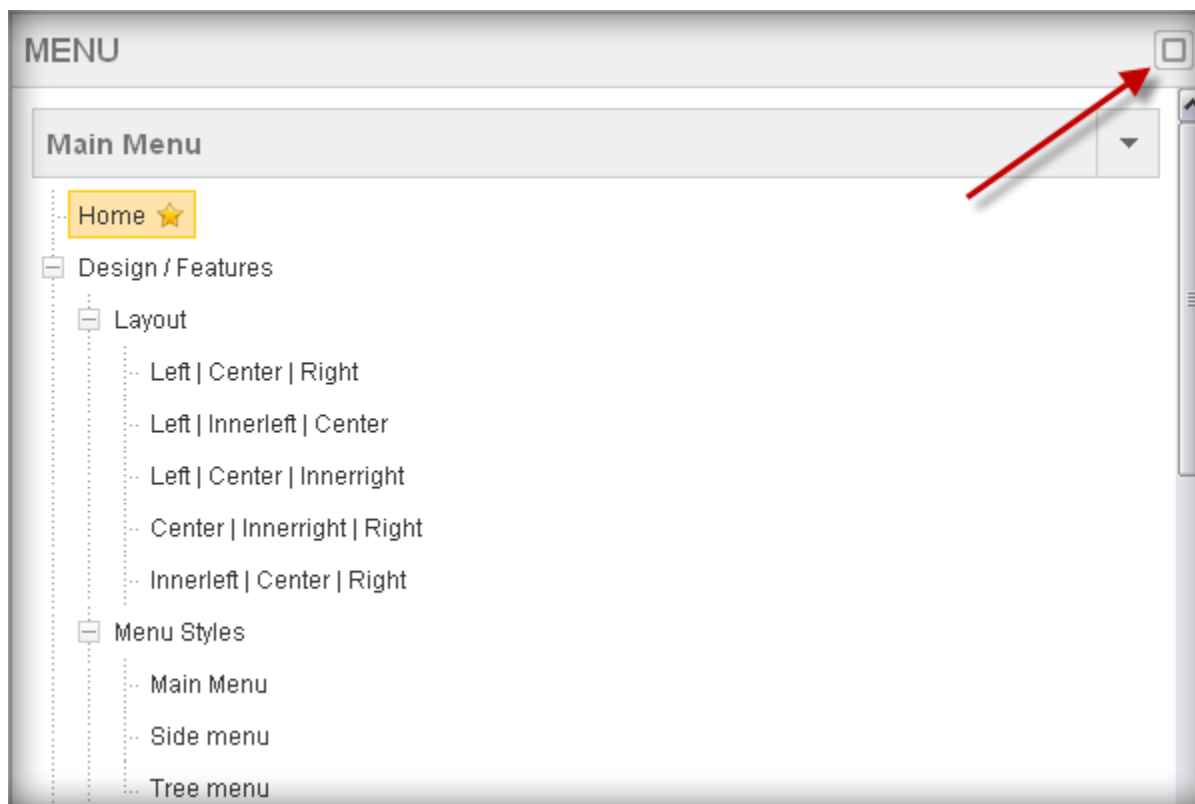 MENU
Main Menu
Home
Design / Features
Layout
Left | Center | Right
Left | Innerleft | Center
Left | Center | Innerright
Center | Innerright | Right
Innerleft | Center | Right
Menu Styles
Main Menu
Side menu
Tree menu